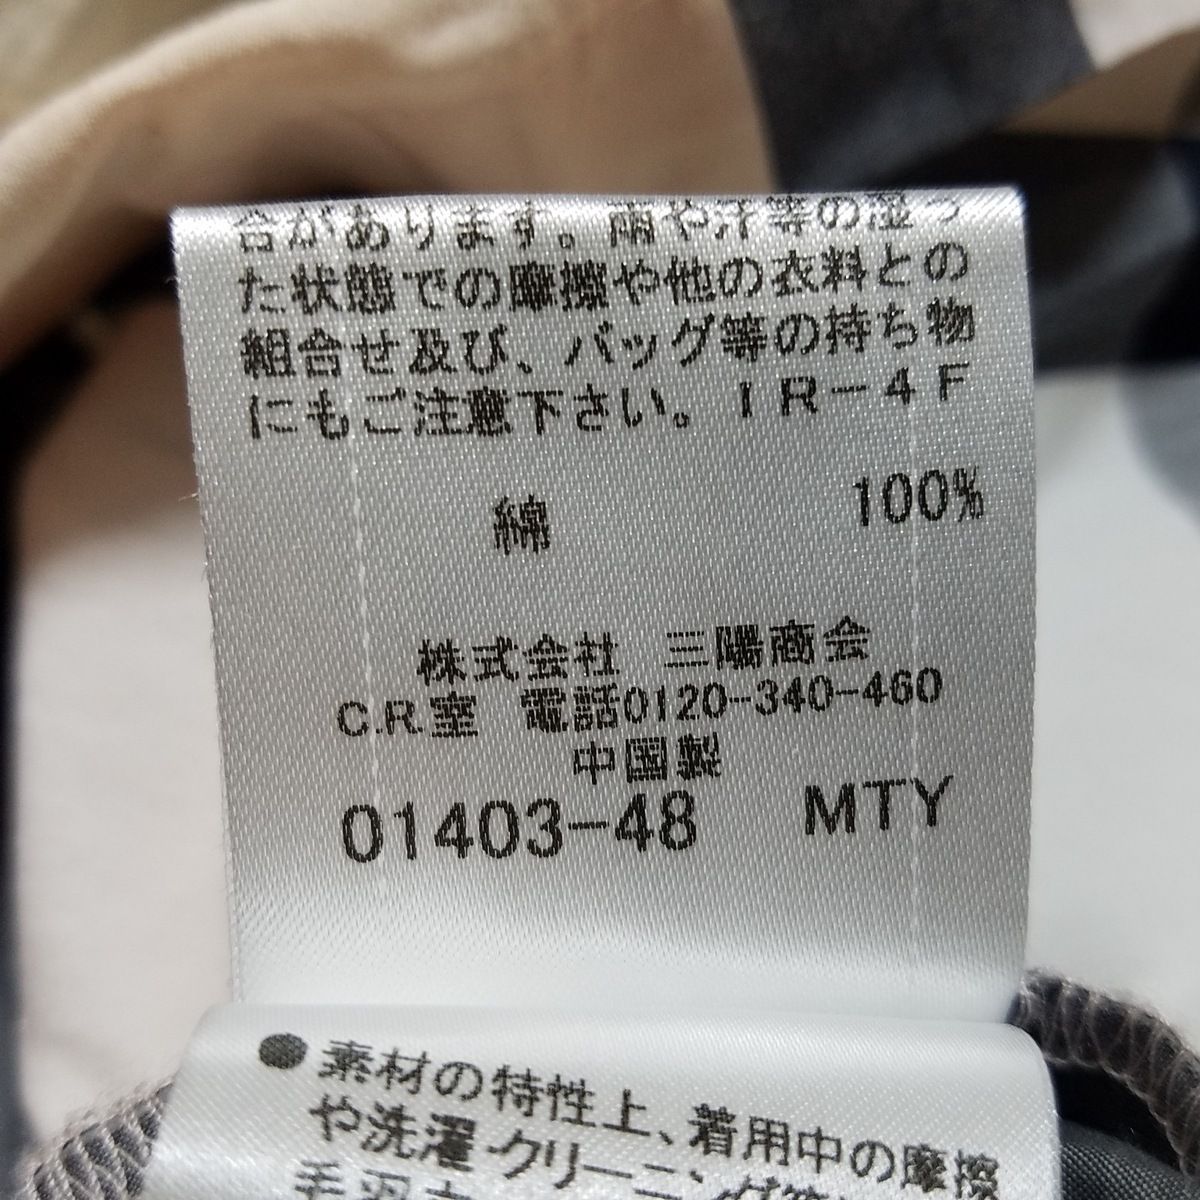 合があります。雨や汗等の湿っ
た状態での摩擦や他の衣料との
組合せ及び、バッグ等の持ち物
にもご注意下さい。IR-4F
綿 100%
株式会社 三陽商会
C.R.室 電話0120-340-460
中国製
01403-48 MTY
●素材の特性上、着用中の摩擦
や洗濯クリーニング等